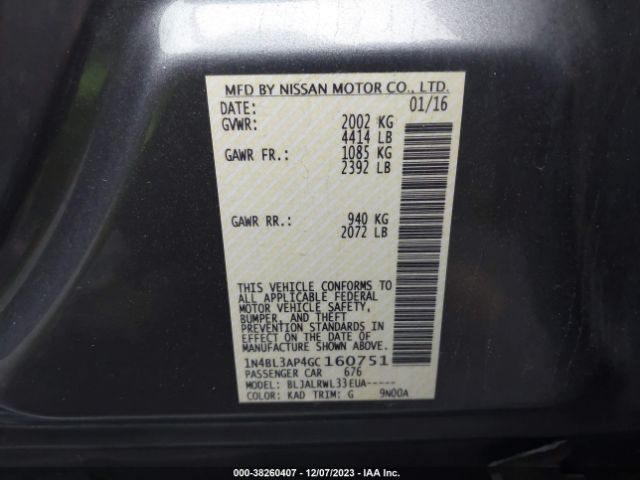 MFD BY NISSAN MOTOR CO., LTD.
DATE: 01/16
GVWR: 2002 KG
4414 LB
GAWR FR.: 1085 KG
2392 LB
GAWR RR.: 940 KG
2072 LB
THIS VEHICLE CONFORMS TO
ALL APPLICABLE FEDERAL
MOTOR VEHICLE SAFETY,
BUMPER, AND THEFT
PREVENTION STANDARDS IN
EFFECT ON THE DATE OF
MANUFACTURE SHOWN ABOVE.
1N4BL3AP4GC160751
PASSENGER CAR 676
MODEL: BLJALRWL33EUA-----
COLOR: KAD TRIM: G 9N00A
000-38260407 - 12/07/2023 - IAA Inc.